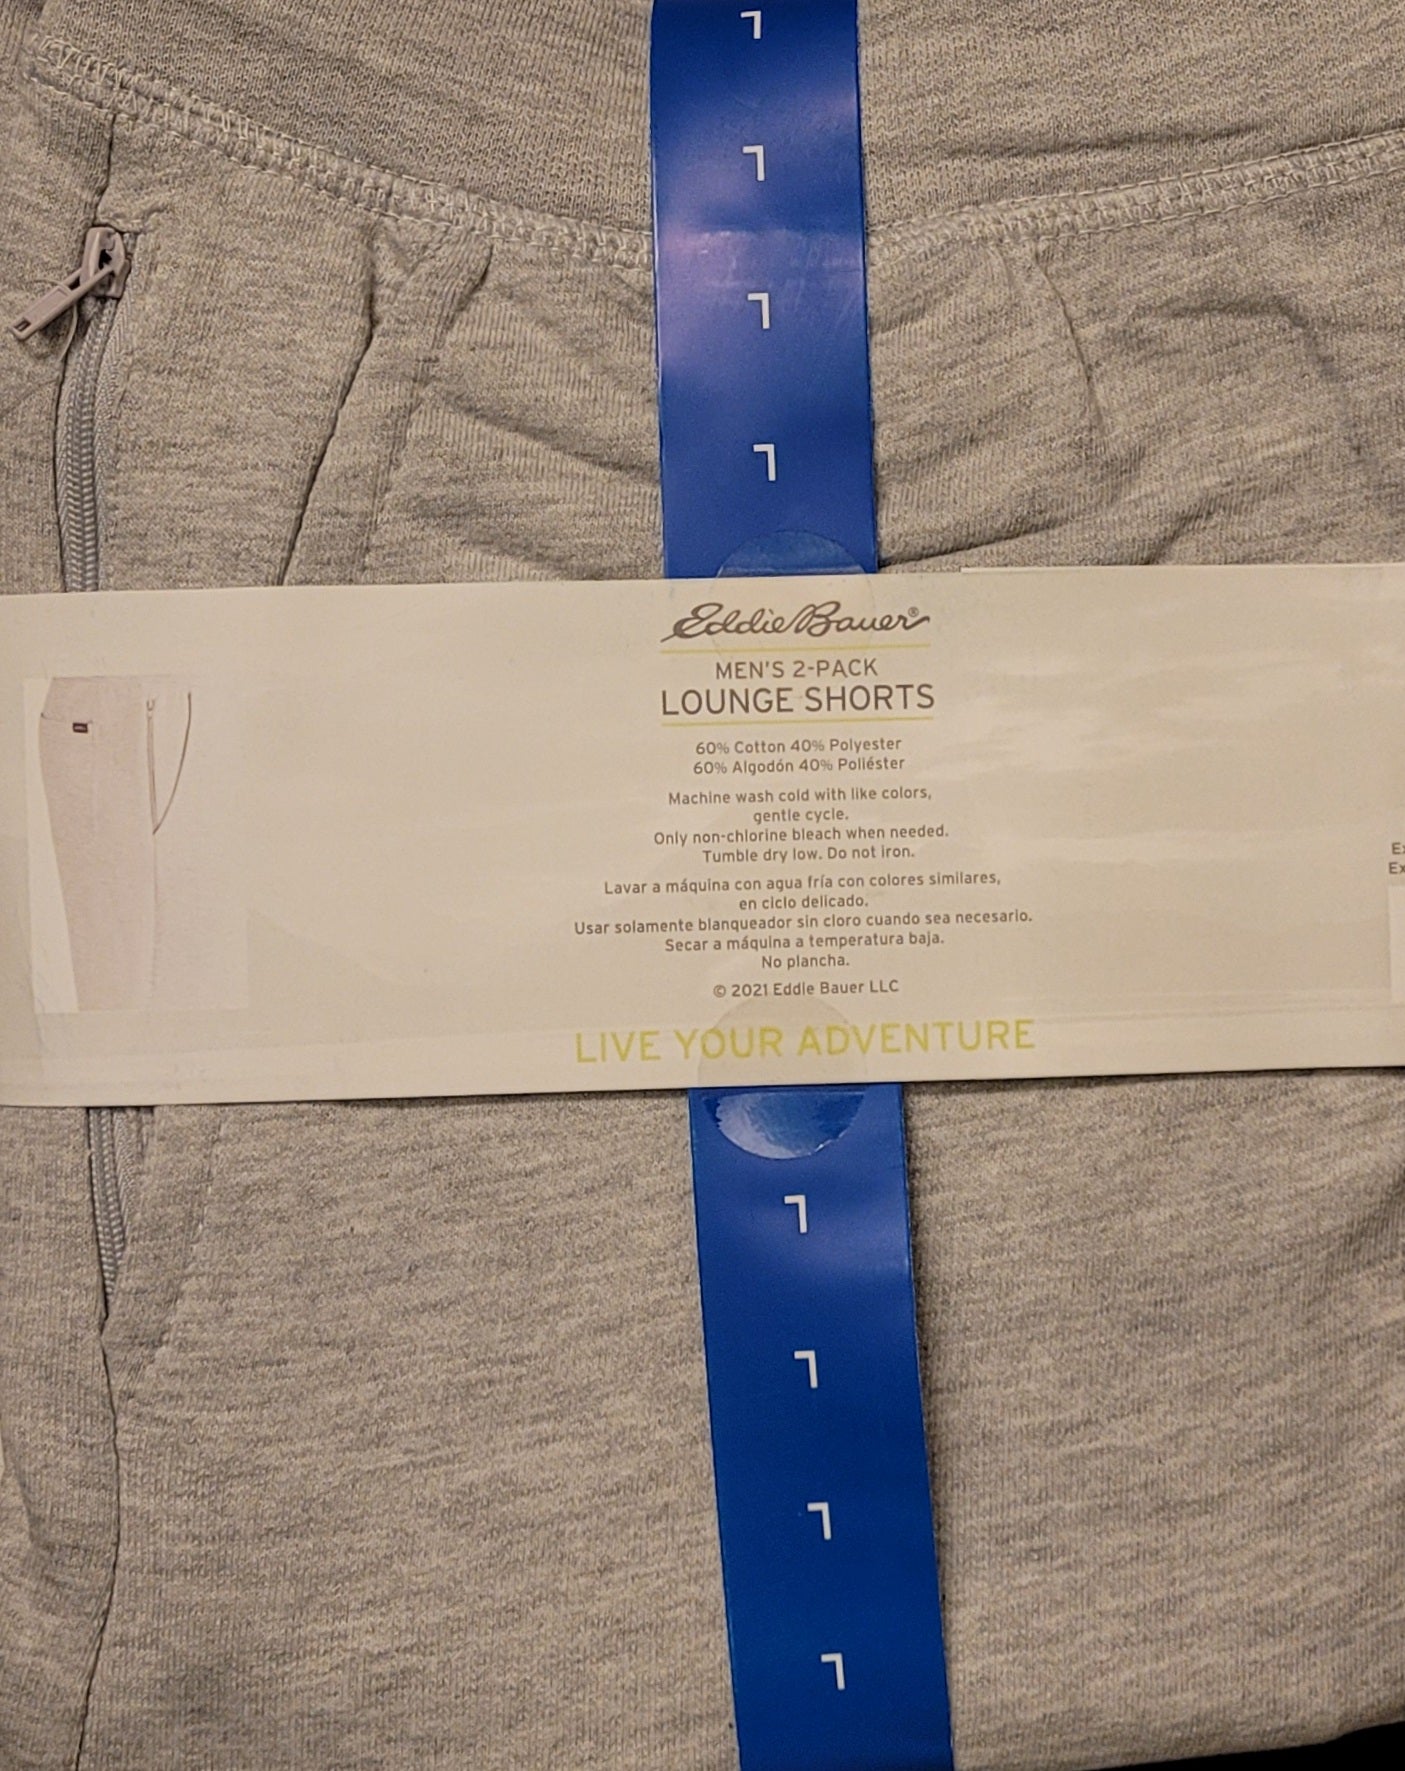 L
L
L
L
Eddie Bauer®
MEN'S 2-PACK
LOUNGE SHORTS
60% Cotton 40% Polyester
60% Algodón 40% Poliéster
Machine wash cold with like colors,
gentle cycle.
Only non-chlorine bleach when needed.
Tumble dry low. Do not iron.
Lavar a máquina con agua fría con colores similares,
en ciclo delicado.
Usar solamente blanqueador sin cloro cuando sea necesario.
Secar a máquina a temperatura baja.
No plancha.
© 2021 Eddie Bauer LLC
LIVE YOUR ADVENTURE
L
L
L
L